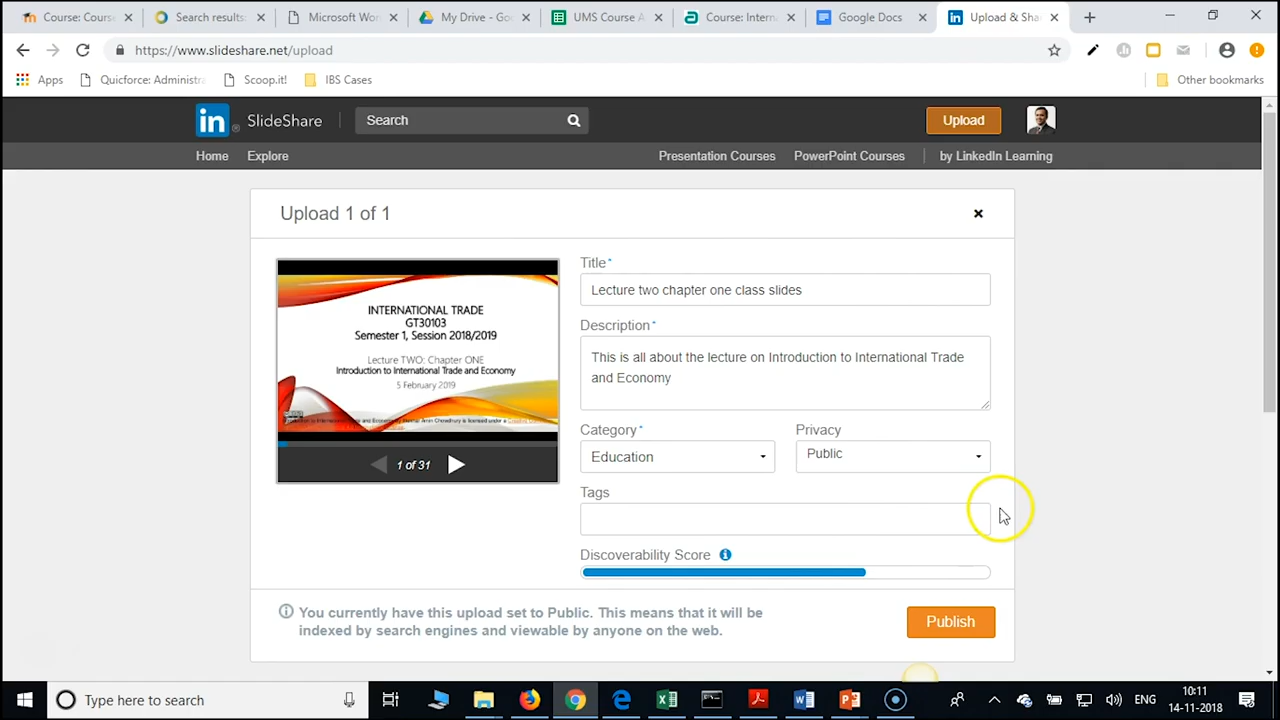 Course: Cours
Search results:
Microsoft Wor
My Drive - Go
UMS Course A
Course: Intern
Google Docs
Upload & Sha
https://www.slideshare.net/upload
Apps
Quicforce: Administra
Scoop.it!
IBS Cases
Other bookmarks
in SlideShare
Search
Upload
Home
Explore
Presentation Courses
PowerPoint Courses
by LinkedIn Learning
Upload 1 of 1
INTERNATIONAL TRADE
GT30103
Semester 1, Session 2018/2019
Lecture TWO: Chapter ONE
Introduction to International Trade and Economy
5 February 2019
1 of 31
Title*
Lecture two chapter one class slides
Description*
This is all about the lecture on Introduction to International Trade
and Economy
Category*
Privacy
Education
Public
Tags
Discoverability Score
You currently have this upload set to Public. This means that it will be
indexed by search engines and viewable by anyone on the web.
Publish
Type here to search
ENG
10:11
14-11-2018